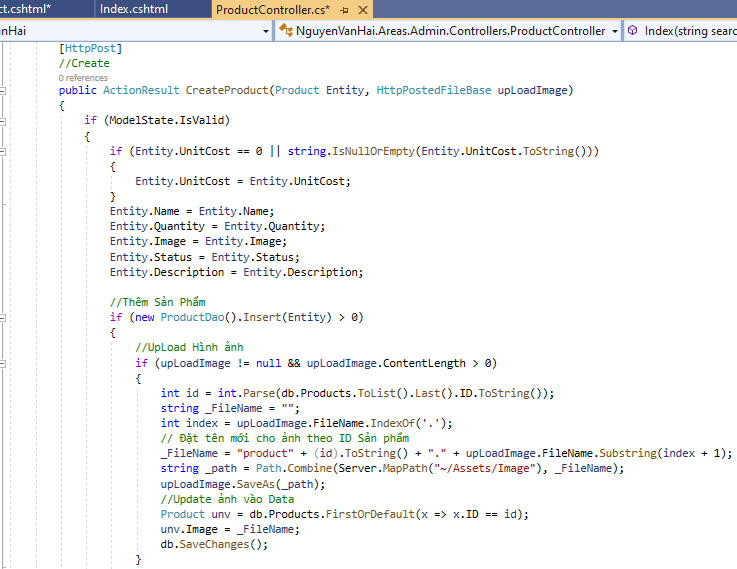 ct.cshtml*
Index.cshtml
ProductController.cs*
nHai
NguyenVanHai.Areas.Admin.Controllers.ProductController
Index(string searc
[HttpPost]
//Create
0 references
public ActionResult CreateProduct(Product Entity, HttpPostedFileBase upLoadImage)
{
if (ModelState.IsValid)
{
if (Entity.UnitCost == 0 || string.IsNullOrEmpty(Entity.UnitCost.ToString()))
{
Entity.UnitCost = Entity.UnitCost;
}
Entity.Name = Entity.Name;
Entity.Quantity = Entity.Quantity;
Entity.Image = Entity.Image;
Entity.Status = Entity.Status;
Entity.Description = Entity.Description;
//Thêm Sản Phẩm
if (new ProductDao().Insert(Entity) > 0)
{
//UpLoad Hình ảnh
if (upLoadImage != null && upLoadImage.ContentLength > 0)
{
int id = int.Parse(db.Products.ToList().Last().ID.ToString());
string _FileName = "";
int index = upLoadImage.FileName.IndexOf('.');
// Đặt tên mới cho ảnh theo ID Sản phẩm
_FileName = "product" + (id).ToString() + "." + upLoadImage.FileName.Substring(index + 1);
string _path = Path.Combine(Server.MapPath("~/Assets/Image"), _FileName);
upLoadImage.SaveAs(_path);
//Update ảnh vào Data
Product unv = db.Products.FirstOrDefault(x => x.ID == id);
unv.Image = _FileName;
db.SaveChanges();
}